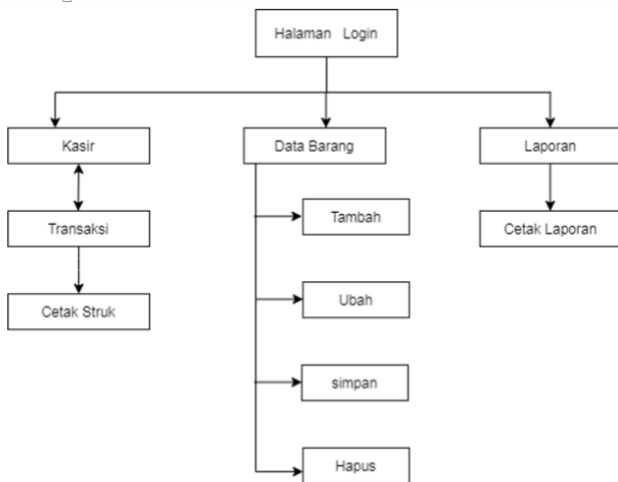 Halaman Login
Kasir
Data Barang
Laporan
Transaksi
Tambah
Cetak Laporan
Cetak Struk
Ubah
simpan
Hapus